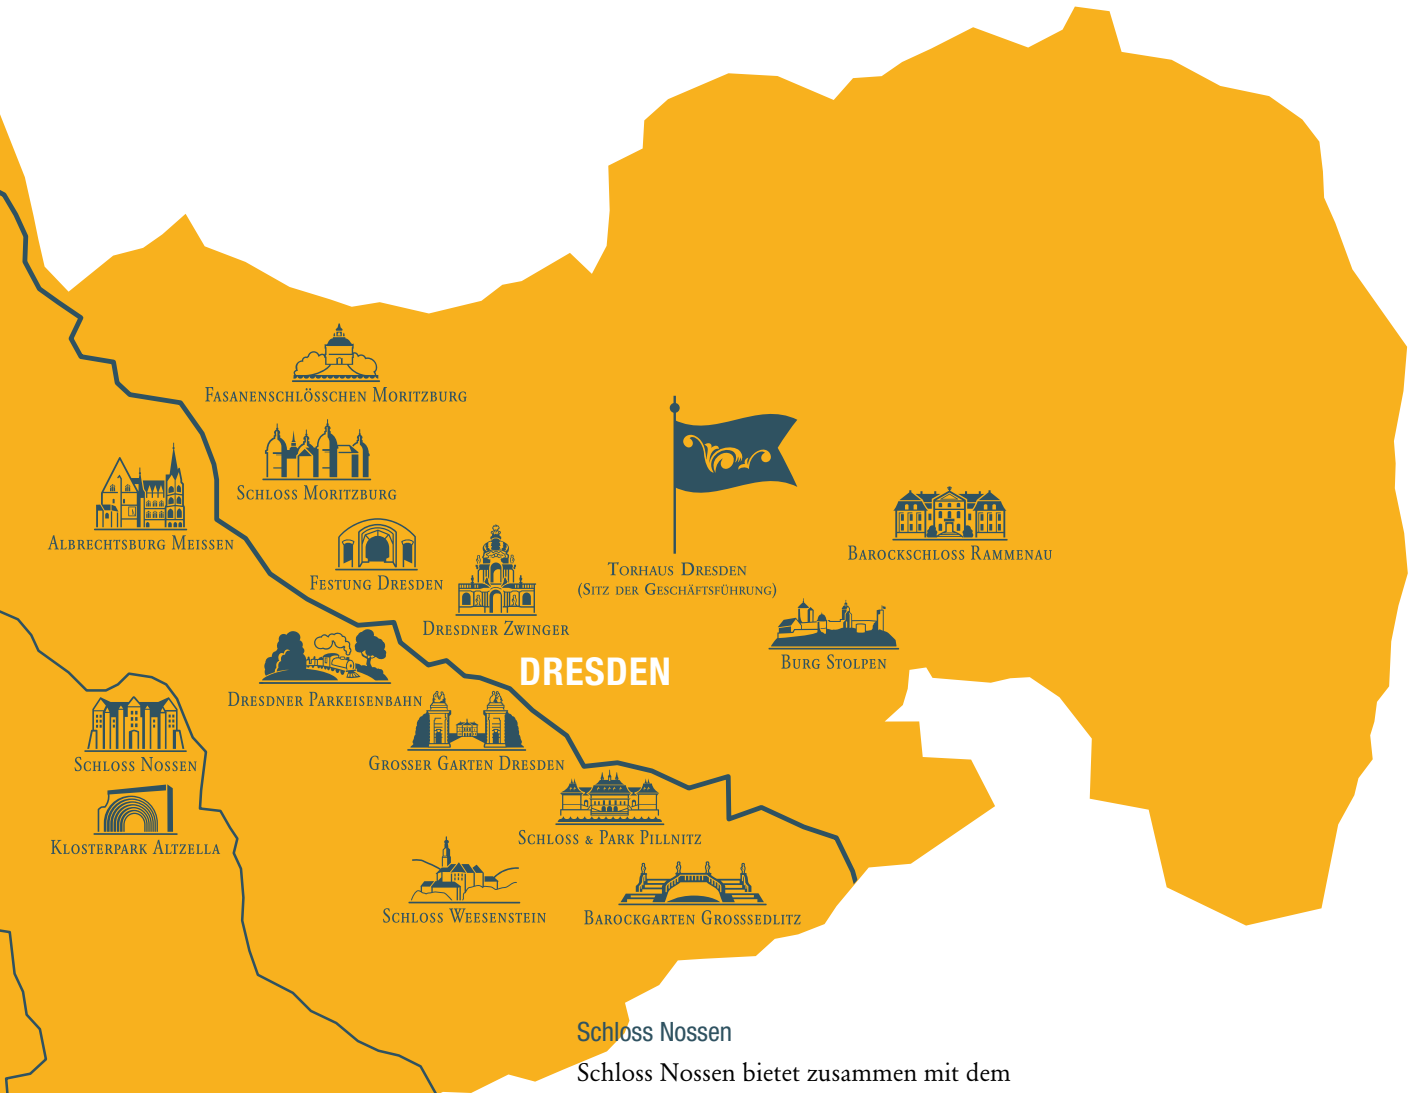 Fasanenschlösschen Moritzburg
Schloss Moritzburg
Albrechtsburg Meissen
Festung Dresden
Dresdner Zwinger
Torhaus Dresden
(Sitz der Geschäftsführung)
Barockschloss Rammenau
Burg Stolpen
DRESDEN
Dresdner Parkeisenbahn
Grosser Garten Dresden
Schloss Nossen
Klosterpark Altzella
Schloss & Park Pillnitz
Schloss Weesenstein
Barockgarten Grosssedlitz
Schloss Nossen
Schloss Nossen bietet zusammen mit dem